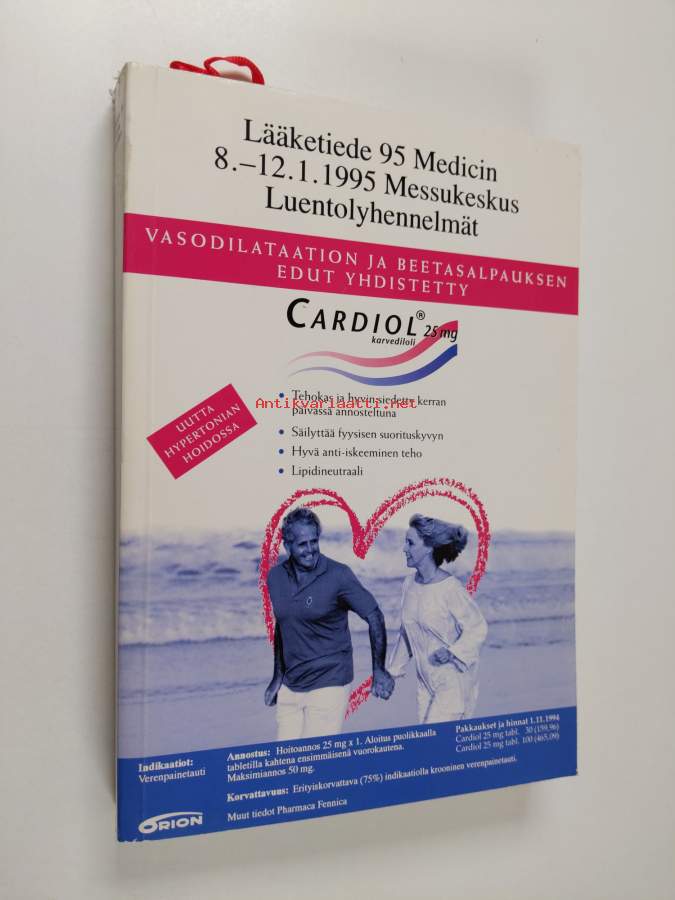 Lääketiede 95 Medicin
8.–12.1.1995 Messukeskus
Luentolyhennelmät
VASODILATAATION JA BEETASALPAUKSEN
EDUT YHDISTETTY
CARDIOL® 25 mg
karvediloli
UUTTA
HYPERTONIAN
HOIDOSSA
• Tehokas ja hyvin siedetty kerran
päivässä annosteltuna
Antikvariaatti.net
• Säilyttää fyysisen suorituskyvyn
• Hyvä anti-iskeeminen teho
• Lipidineutraali
Indikaatiot:
Verenpainetauti
Annostus: Hoitoannos 25 mg x 1. Aloitus puolikkaalla
tabletilla kahtena ensimmäisenä vuorokautena.
Maksimiannos 50 mg.
Pakkaukset ja hinnat 1.11.1994
Cardiol 25 mg tabl. 30 (159,96)
Cardiol 25 mg tabl. 100 (465,09)
Korvattavuus: Erityiskorvattava (75%) indikaatiolla krooninen verenpainetauti.
Muut tiedot Pharmaca Fennica
ORION